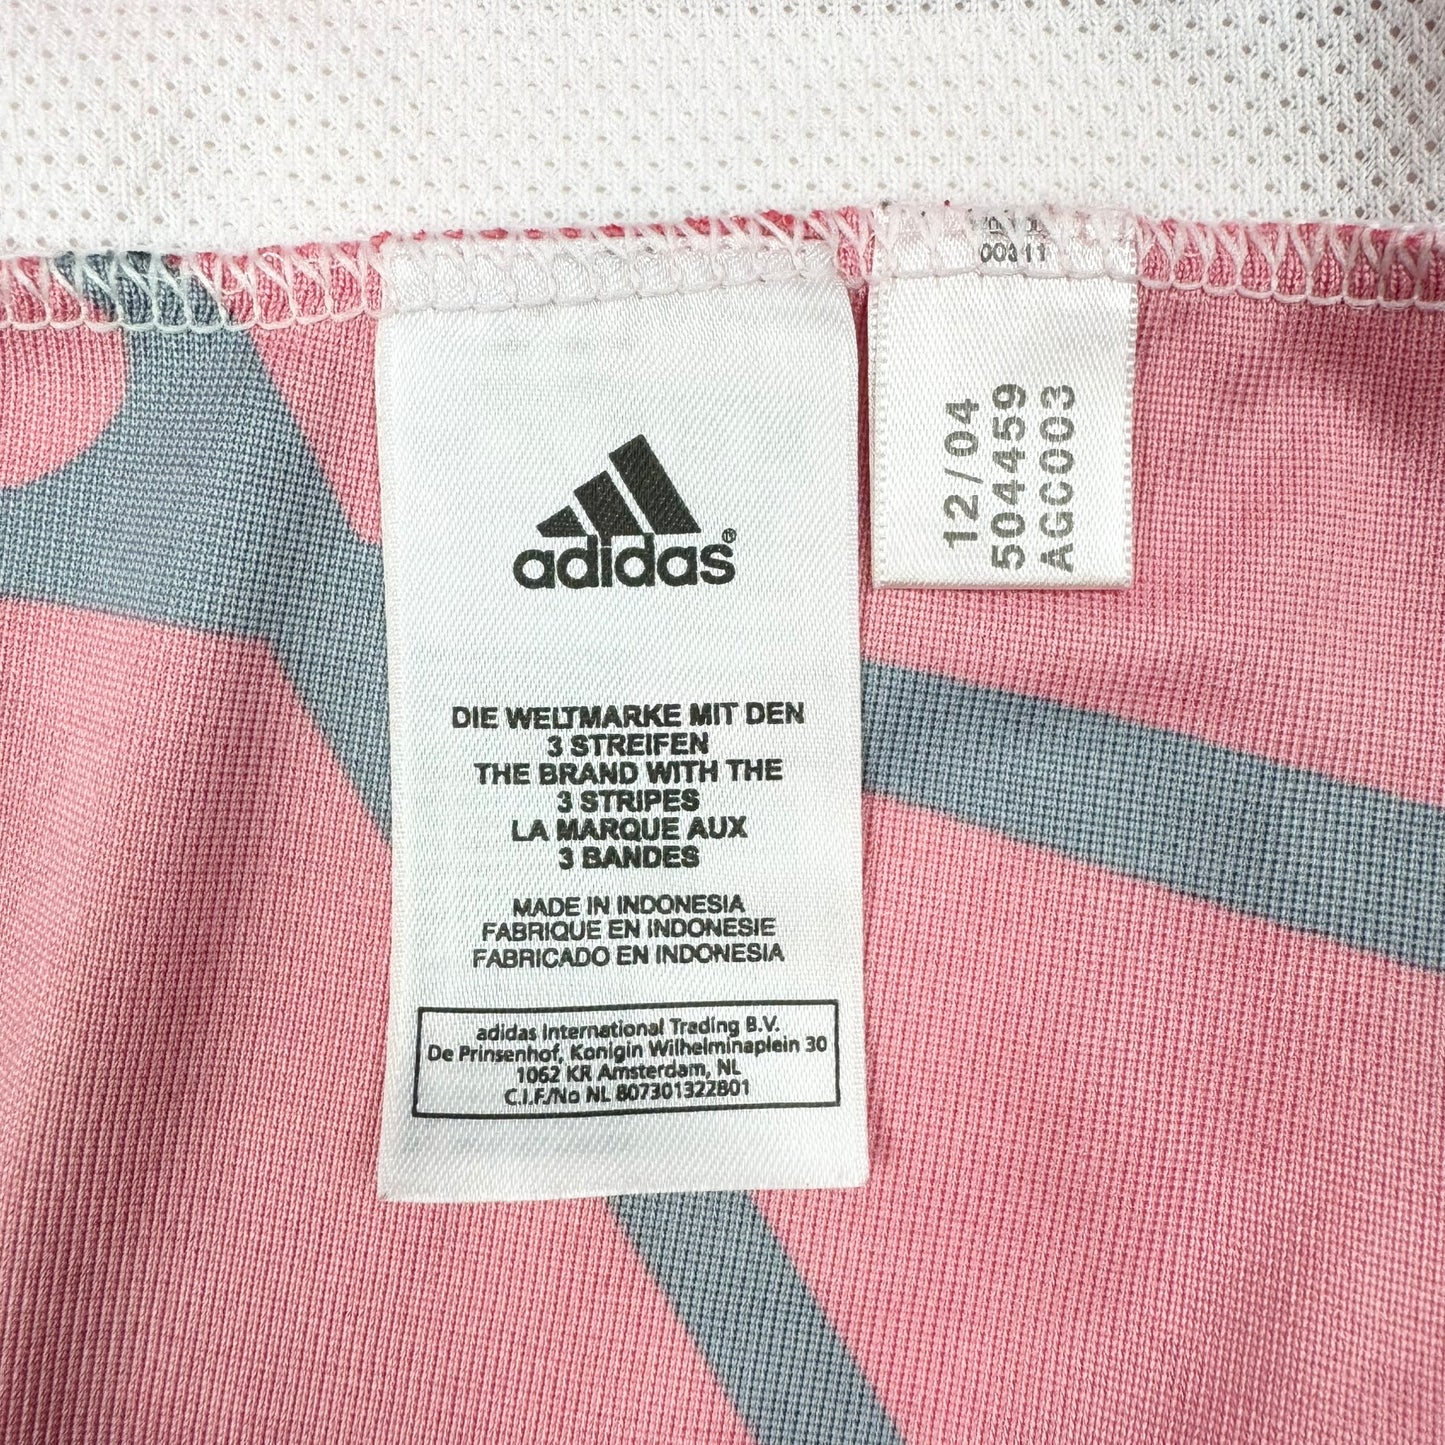 adidas®
DIE WELTMARKE MIT DEN
3 STREIFEN
THE BRAND WITH THE
3 STRIPES
LA MARQUE AUX
3 BANDES
MADE IN INDONESIA
FABRIQUE EN INDONESIE
FABRICADO EN INDONESIA
adidas International Trading B.V.
De Prinsenhof, Konigin Wilhelminaplein 30
1062 KR Amsterdam, NL
C.I.F./No NL 807301322B01
00311
12/04
504459
AGC003